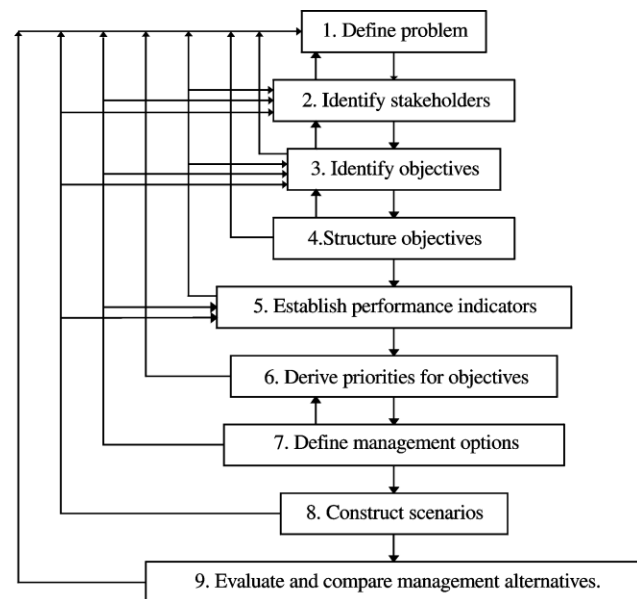 1. Define problem
2. Identify stakeholders
3. Identify objectives
4.Structure objectives
5. Establish performance indicators
6. Derive priorities for objectives
7. Define management options
8. Construct scenarios
9. Evaluate and compare management alternatives.